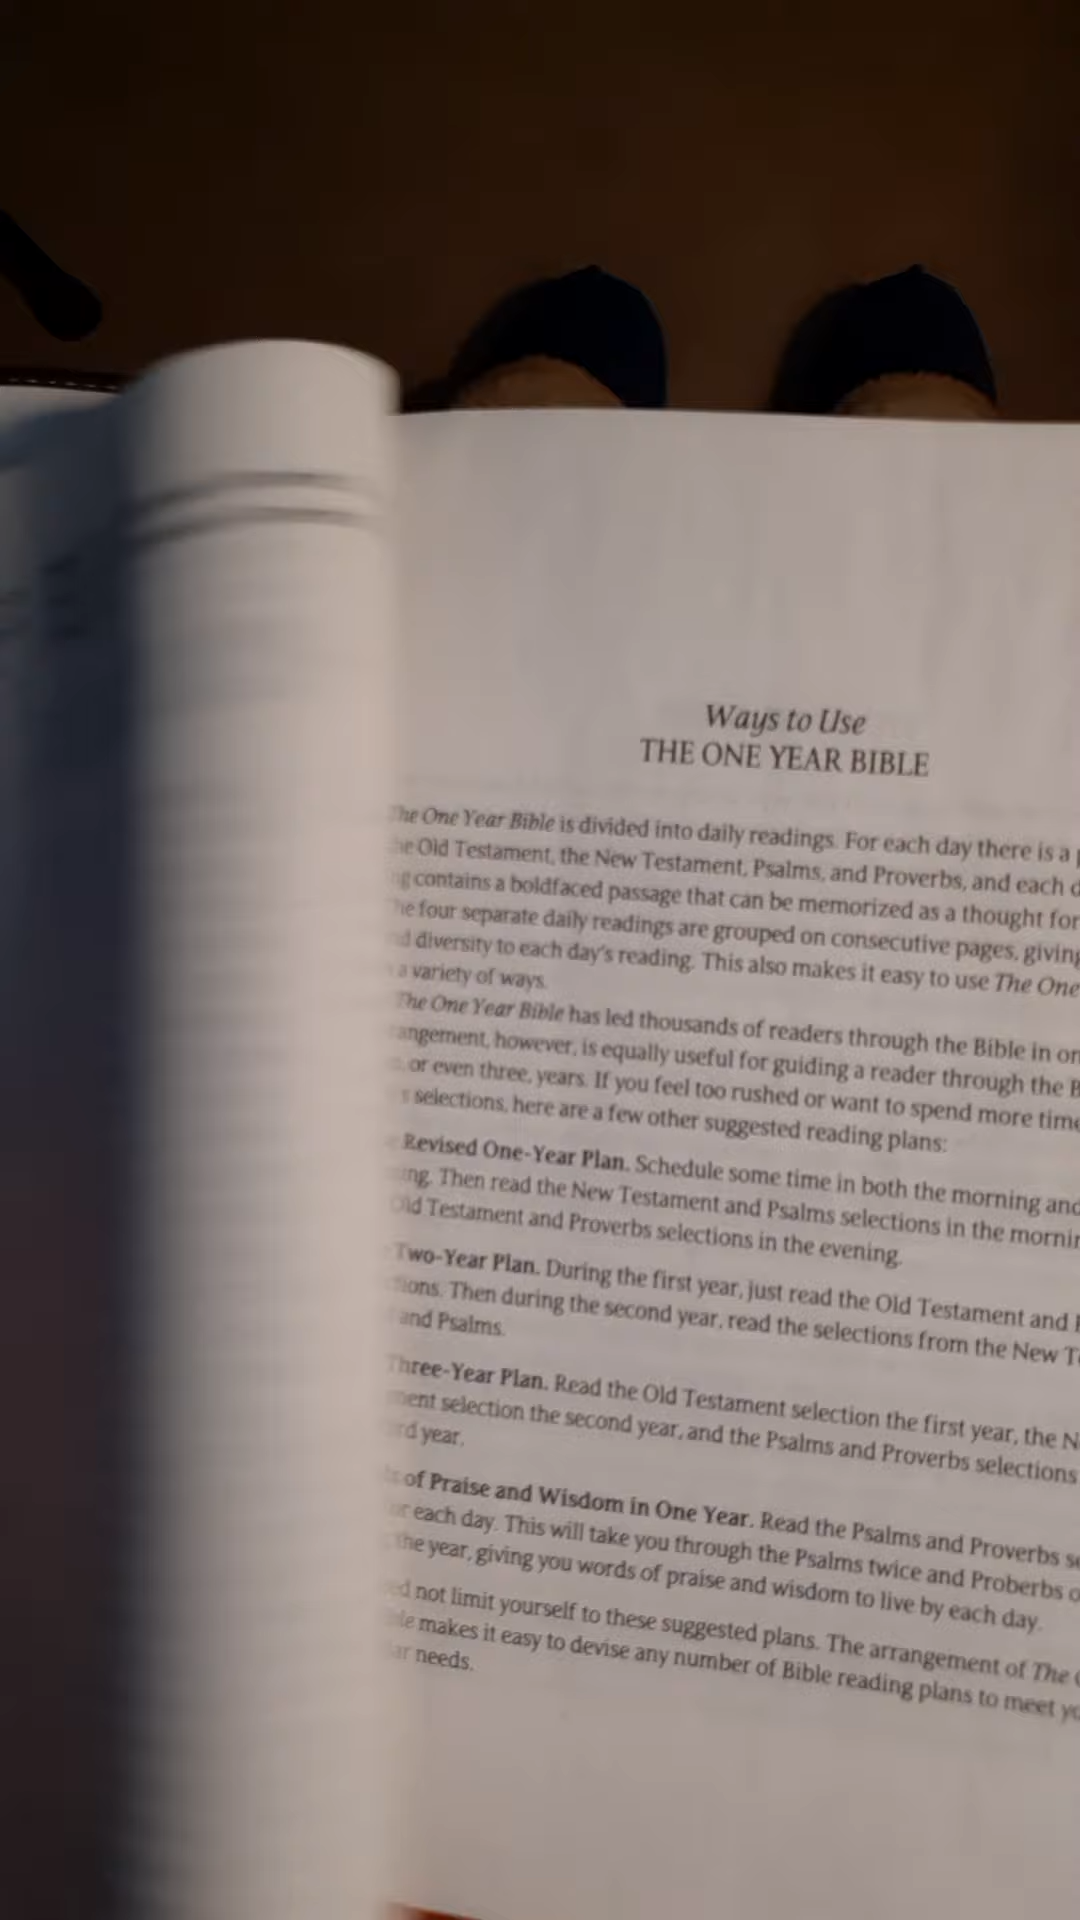 Ways to Use
THE ONE YEAR BIBLE
The One Year Bible is divided into daily readings. For each day there is a
Old Testament, the New Testament, Psalms, and Proverbs, and each
contains a boldfaced passage that can be memorized as a thought for
The four separate daily readings are grouped on consecutive pages, giving
diversity to each day's reading. This also makes it easy to use The One
a variety of ways.
The One Year Bible has led thousands of readers through the Bible in
however, is equally useful for guiding a reader through the
or even three, years. If you feel too rushed or want to spend more time
selections, here are a few other suggested reading plans:
Revised One-Year Plan. Schedule some time in both the morning and
Then read the New Testament and Psalms selections in the
Old Testament and Proverbs selections in the evening.
Two-Year Plan. During the first year, just read the Old Testament and
Then during the second year, read the selections from the New
and Psalms.
Three-Year Plan. Read the Old Testament selection the first year, the
selection the second year, and the Psalms and Proverbs selections
year.
of Praise and Wisdom in One Year. Read the Psalms and Proverbs
each day. This will take you through the Psalms twice and Proberbs
the year, giving you words of praise and wisdom to live by each day.
not limit yourself to these suggested plans. The arrangement of The
makes it easy to devise any number of Bible reading plans to meet
needs.